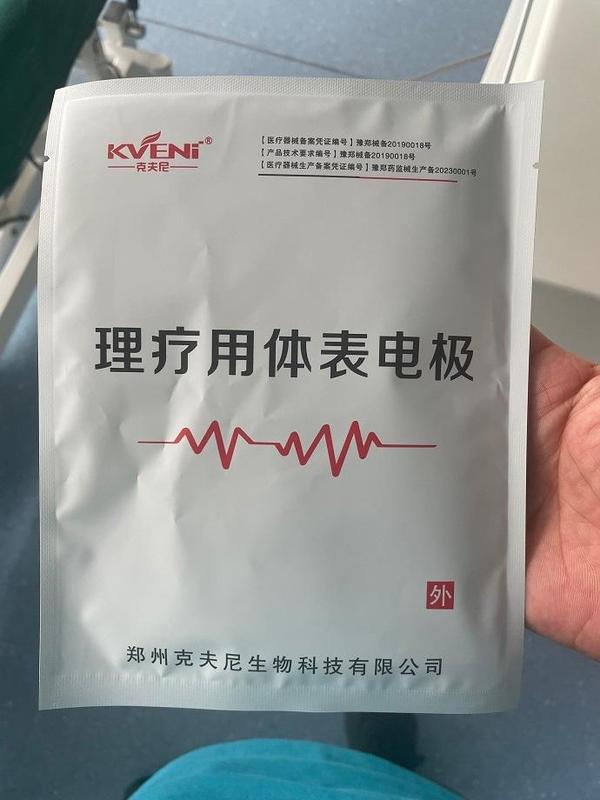 KVENi®
克夫尼
【医疗器械备案凭证编号】豫郑械备20190018号
【产品技术要求编号】豫郑械备20190018号
【医疗器械生产备案凭证编号】豫郑药监械生产备20230001号
理疗用体表电极
外
郑州克夫尼生物科技有限公司